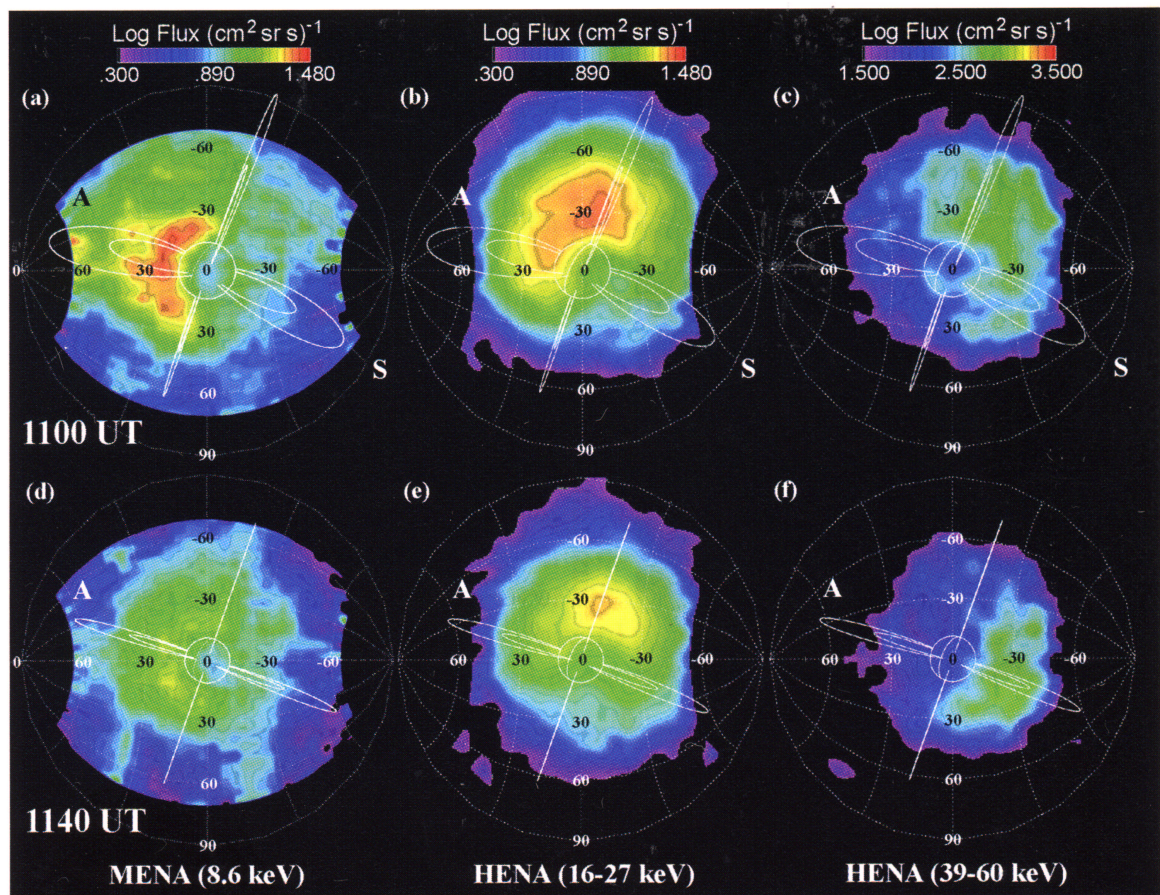 Log Flux (cm² sr s)⁻¹ Log Flux (cm² sr s)⁻¹ Log Flux (cm² sr s)⁻¹
.300 .890 1.480 .300 .890 1.480 1.500 2.500 3.500
(a) (b) (c)
-60 -60 60
A A A
-30 -30 30
0 60 30 0 -30 -60 60 30 0 -30 -60 60 30 0 -30 -60
30 30 30
S S
60 60 60
1100 UT
90 90 90
(d) (e) (f)
-60 -60 -60
A A A
-30 -30 -30
0 60 30 0 -30 -60 60 30 0 -30 -60 60 30 0 -30 -60
30 30 30
60 60 60
1140 UT
90 90 90
MENA (8.6 keV) HENA (16-27 keV) HENA (39-60 keV)